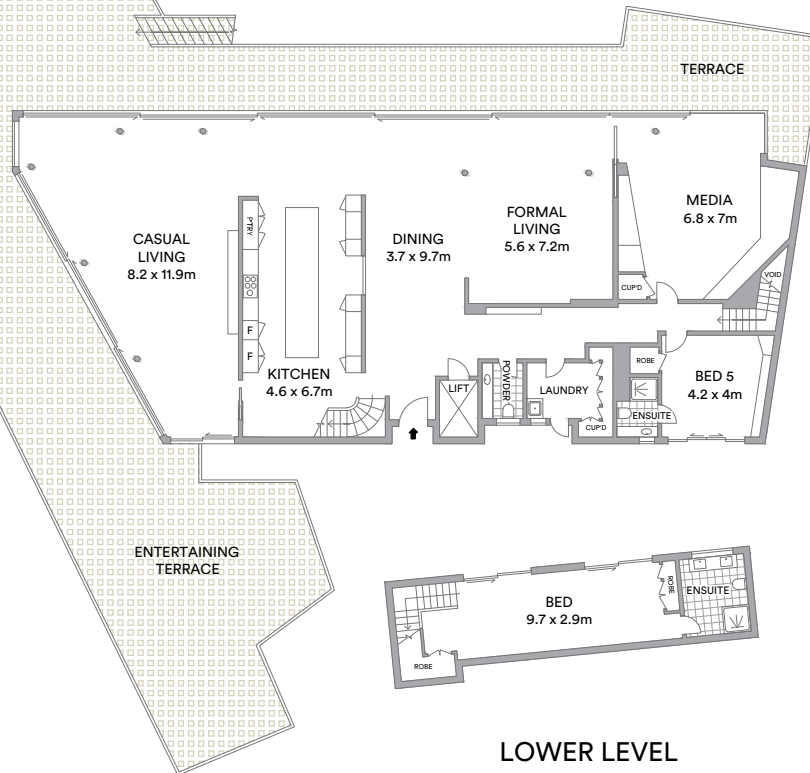 TERRACE
MEDIA
6.8 x 7m
FORMAL
LIVING
5.6 x 7.2m
DINING
3.7 x 9.7m
CASUAL
LIVING
8.2 x 11.9m
PTRY
F
F
KITCHEN
4.6 x 6.7m
CUP'D
VOID
LIFT
POWDER
LAUNDRY
CUP'D
ROBE
ENSUITE
BED 5
4.2 x 4m
ENTERTAINING
TERRACE
BED
9.7 x 2.9m
ROBE
ENSUITE
ROBE
LOWER LEVEL